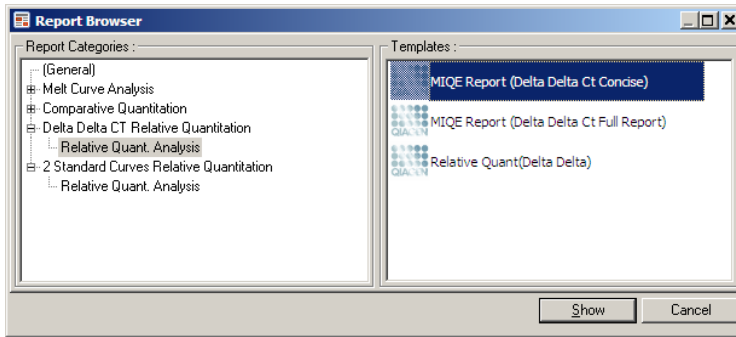 Report Browser
Report Categories :
(General)
Melt Curve Analysis
Comparative Quantitation
Delta Delta CT Relative Quantitation
Relative Quant. Analysis
2 Standard Curves Relative Quantitation
Relative Quant. Analysis
Templates :
MIQE Report (Delta Delta Ct Concise)
MIQE Report (Delta Delta Ct Full Report)
QIAGEN
Relative Quant(Delta Delta)
QIAGEN
Show
Cancel